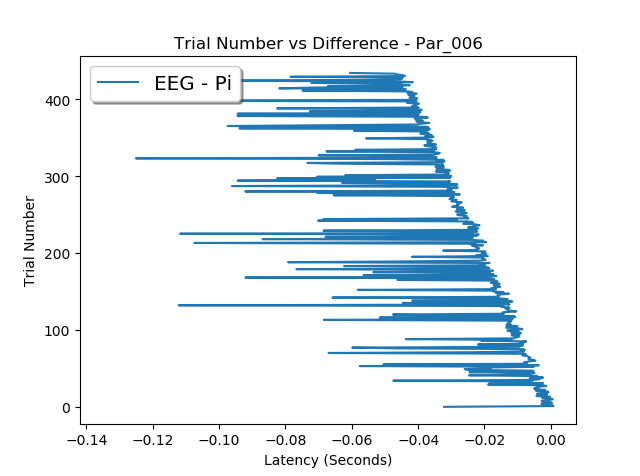 Trial Number vs Difference - Par_006
EEG - Pi
Trial Number
400
300
200
100
0
−0.14 −0.12 −0.10 −0.08 −0.06 −0.04 −0.02 0.00
Latency (Seconds)